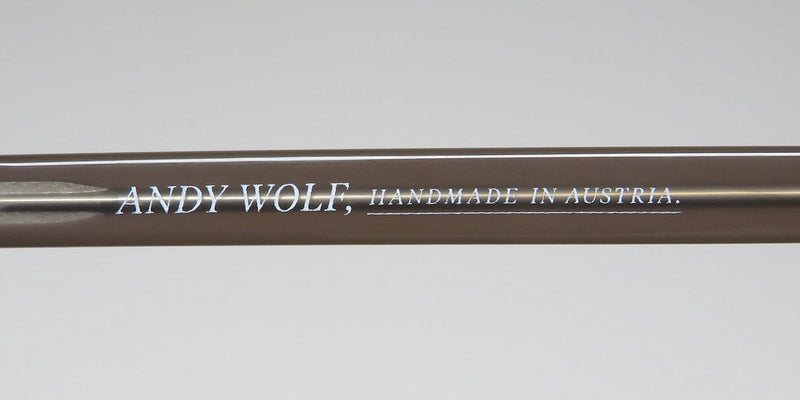 ANDY WOLF, HANDMADE IN AUSTRIA.